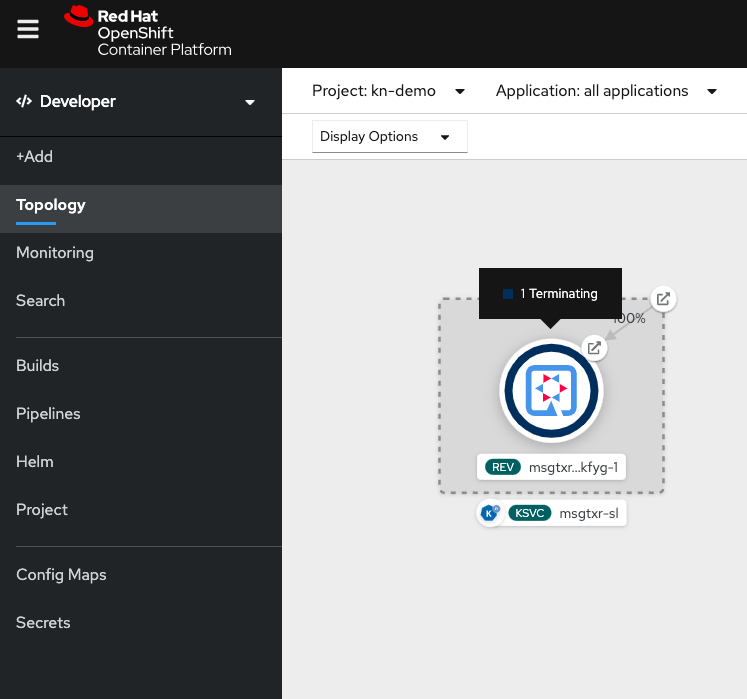 Red Hat
OpenShift
Container Platform
Developer
Project: kn-demo
Application: all applications
Display Options
+Add
Topology
Monitoring
Search
Builds
Pipelines
Helm
Project
Config Maps
Secrets
1 Terminating
100%
REV msgtxr...kfyg-1
K KSVC msgtxr-sl